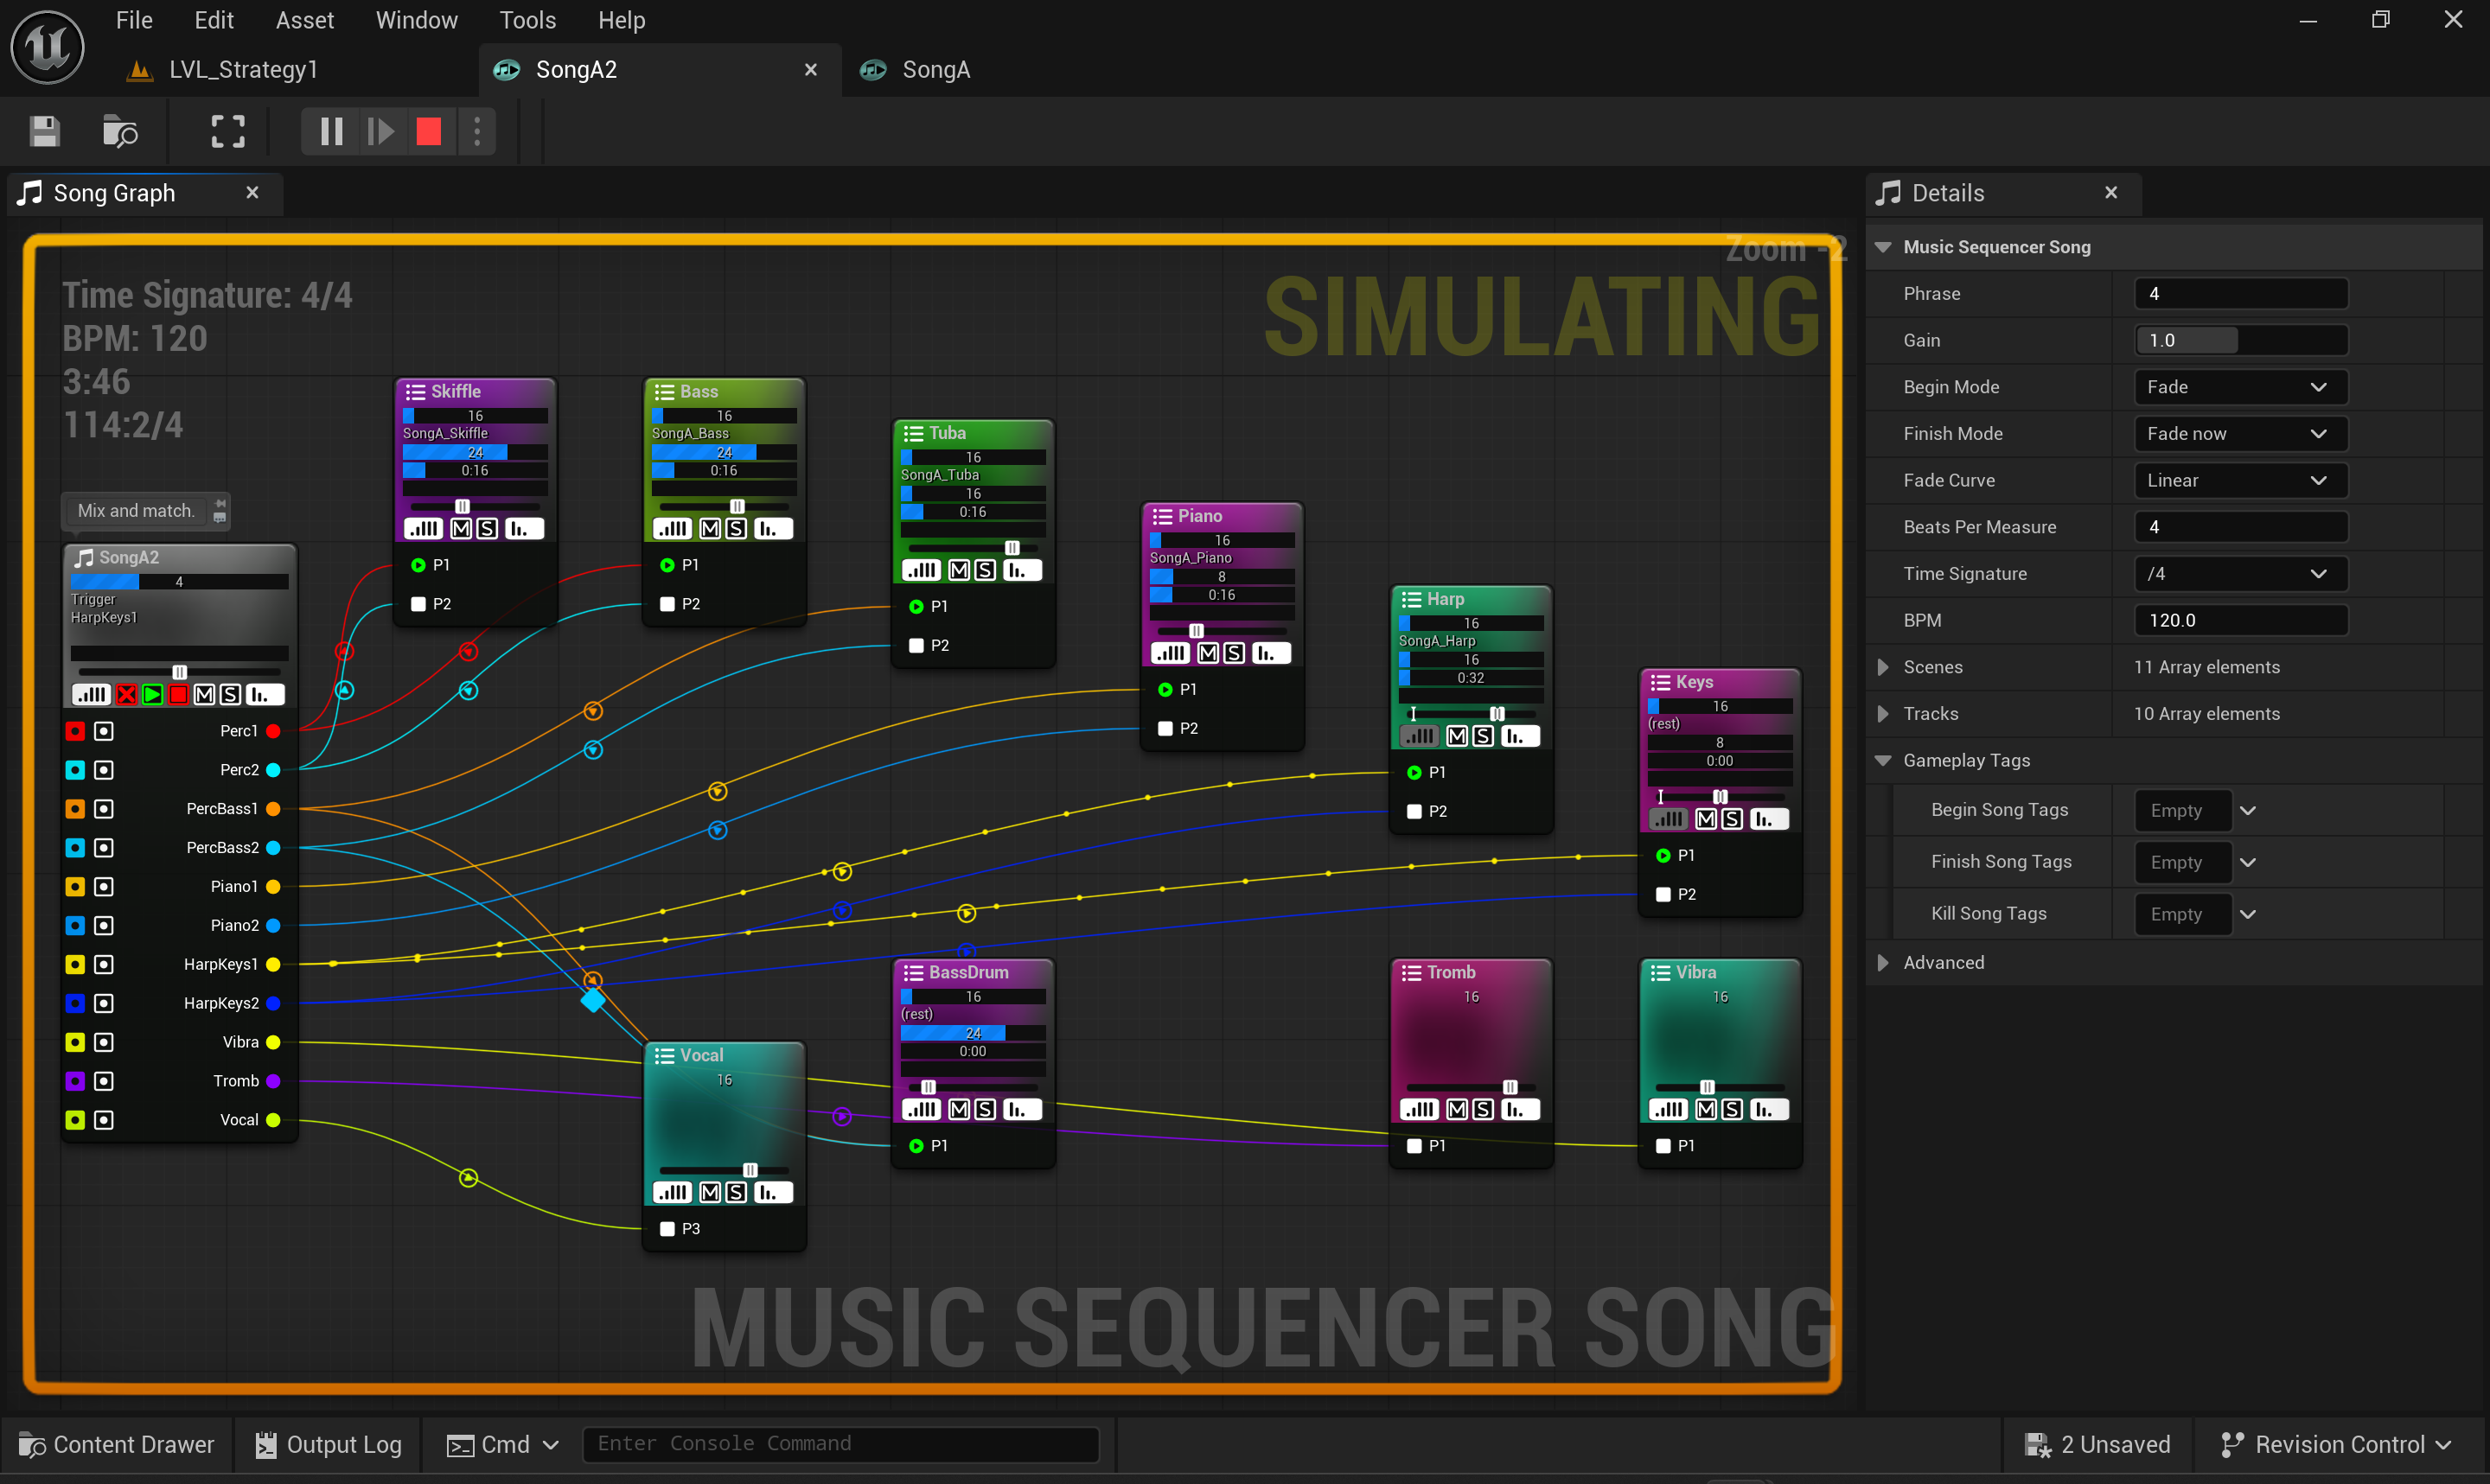 File Edit Asset Window Tools Help
LVL_Strategy1 SongA2 SongA
Song Graph
Details
Zoom -2
SIMULATING
Time Signature: 4/4
BPM: 120
3:46
114:2/4
Mix and match.
SongA2
4
Trigger
HarpKeys1
M S
Perc1
Perc2
PercBass1
PercBass2
Piano1
Piano2
HarpKeys1
HarpKeys2
Vibra
Tromb
Vocal
Skiffle
16
SongA_Skiffle
24
0:16
M S
P1
P2
Bass
16
SongA_Bass
24
0:16
M S
P1
P2
Tuba
16
SongA_Tuba
16
0:16
M S
P1
P2
Piano
16
SongA_Piano
8
0:16
M S
P1
P2
Harp
16
SongA_Harp
16
0:32
M S
P1
P2
Keys
16
(rest)
8
0:00
M S
P1
P2
Vocal
16
M S
P3
BassDrum
16
(rest)
24
0:00
M S
P1
Tromb
16
M S
P1
Vibra
16
M S
P1
MUSIC SEQUENCER SONG
Music Sequencer Song
Phrase 4
Gain 1.0
Begin Mode Fade
Finish Mode Fade now
Fade Curve Linear
Beats Per Measure 4
Time Signature /4
BPM 120.0
Scenes 11 Array elements
Tracks 10 Array elements
Gameplay Tags
Begin Song Tags Empty
Finish Song Tags Empty
Kill Song Tags Empty
Advanced
Content Drawer Output Log Cmd Enter Console Command 2 Unsaved Revision Control